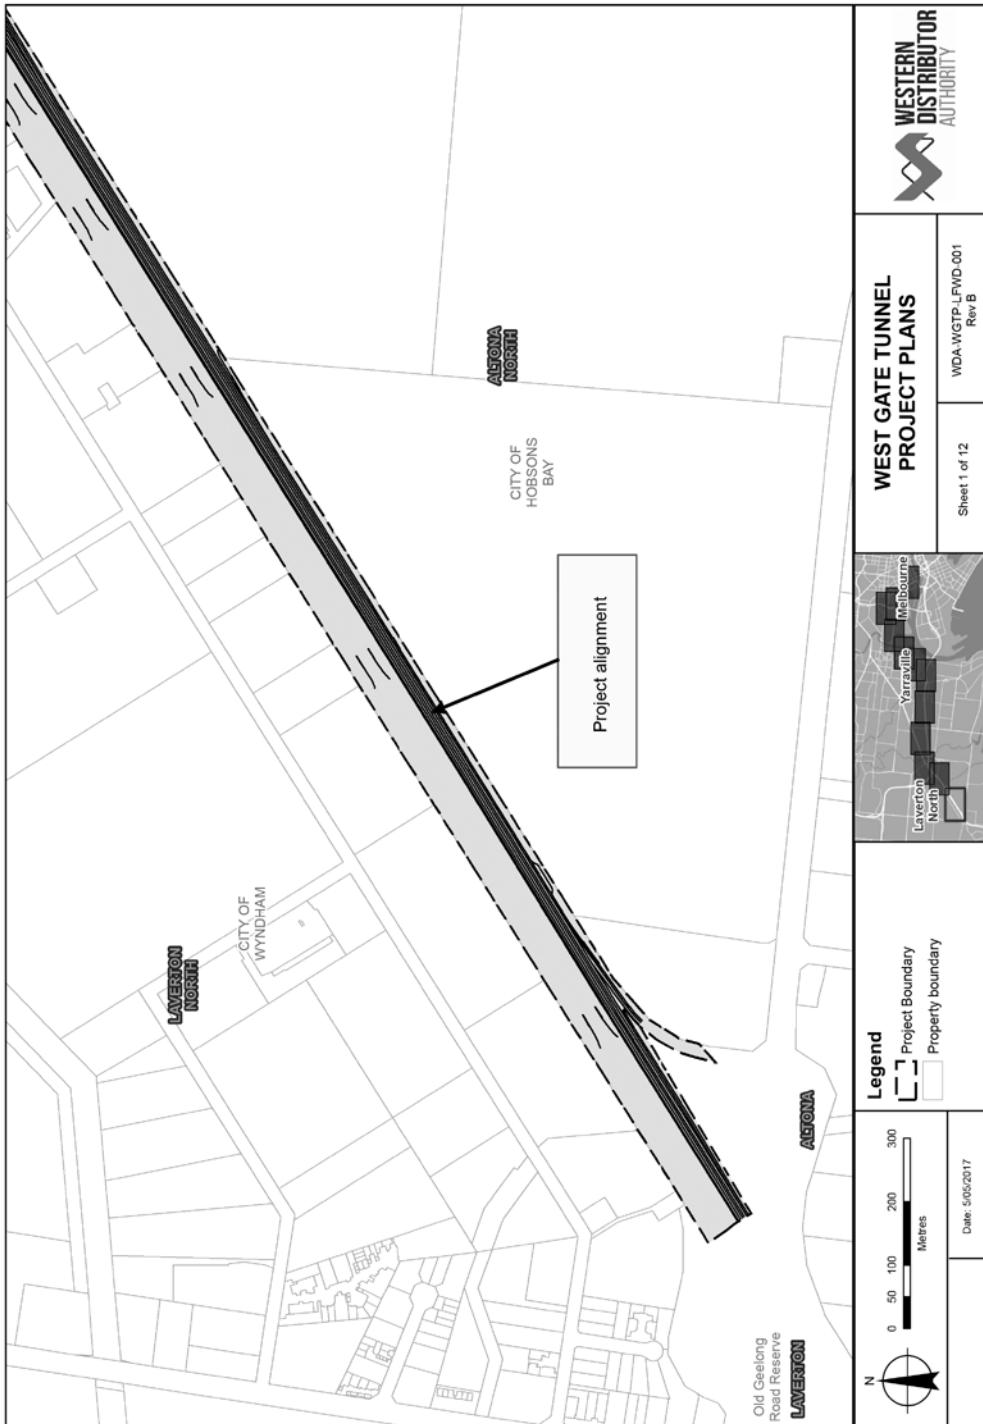 LAVERTON
NORTH
CITY OF
WYNDHAM
ALTONA
NORTH
CITY OF
HOBSONS
BAY
Project alignment
ALTONA
Old Geelong
Road Reserve
LAVERTON
N
0 50 100 200 300
Metres
Date: 5/05/2017
Legend
Project Boundary
Property boundary
Laverton
North
Yarraville
Melbourne
WEST GATE TUNNEL
PROJECT PLANS
Sheet 1 of 12
WDA-WGTP-LFWD-001
Rev B
WESTERN
DISTRIBUTOR
AUTHORITY